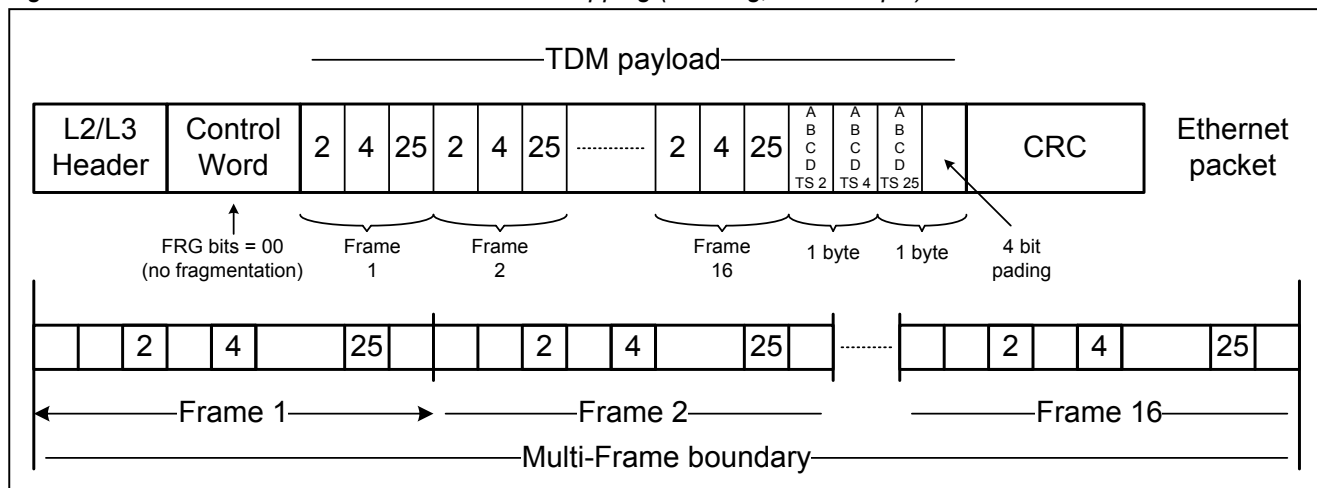 TDM payload
L2/L3 Header
Control Word
2 4 25 2 4 25 2 4 25
A B C D TS 2
A B C D TS 4
A B C D TS 25
CRC
Ethernet packet
FRG bits = 00
(no fragmentation)
Frame 1
Frame 2
Frame 16
1 byte
1 byte
4 bit pading
2 4 25 2 4 25 2 4 25
Frame 1
Frame 2
Frame 16
Multi-Frame boundary